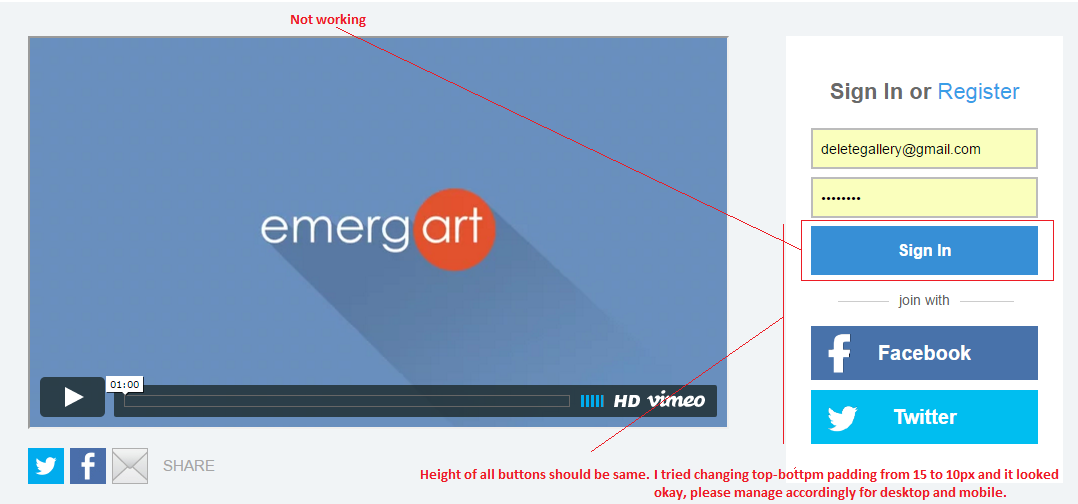 Not working
Sign In or Register
deletegallery@gmail.com
••••••••
emergart
Sign In
join with
Facebook
01:00
HD vimeo
Twitter
SHARE
Height of all buttons should be same. I tried changing top-bottpm padding from 15 to 10px and it looked
okay, please manage accordingly for desktop and mobile.